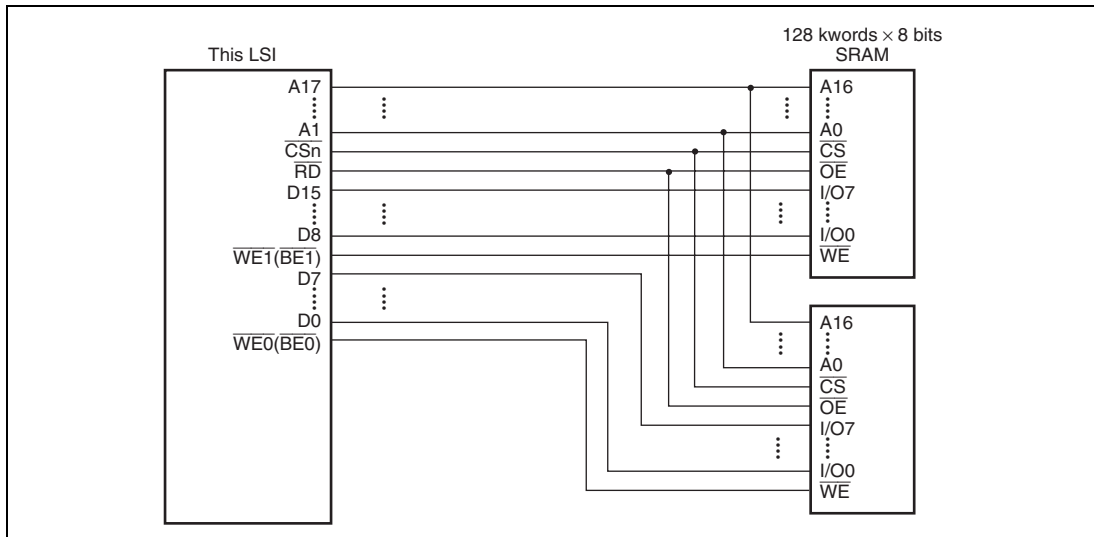 This LSI
A17
A1
CSn
RD
D15
D8
WE1(BE1)
D7
D0
WE0(BE0)
128 kwords × 8 bits
SRAM
A16
A0
CS
OE
I/O7
I/O0
WE
A16
A0
CS
OE
I/O7
I/O0
WE